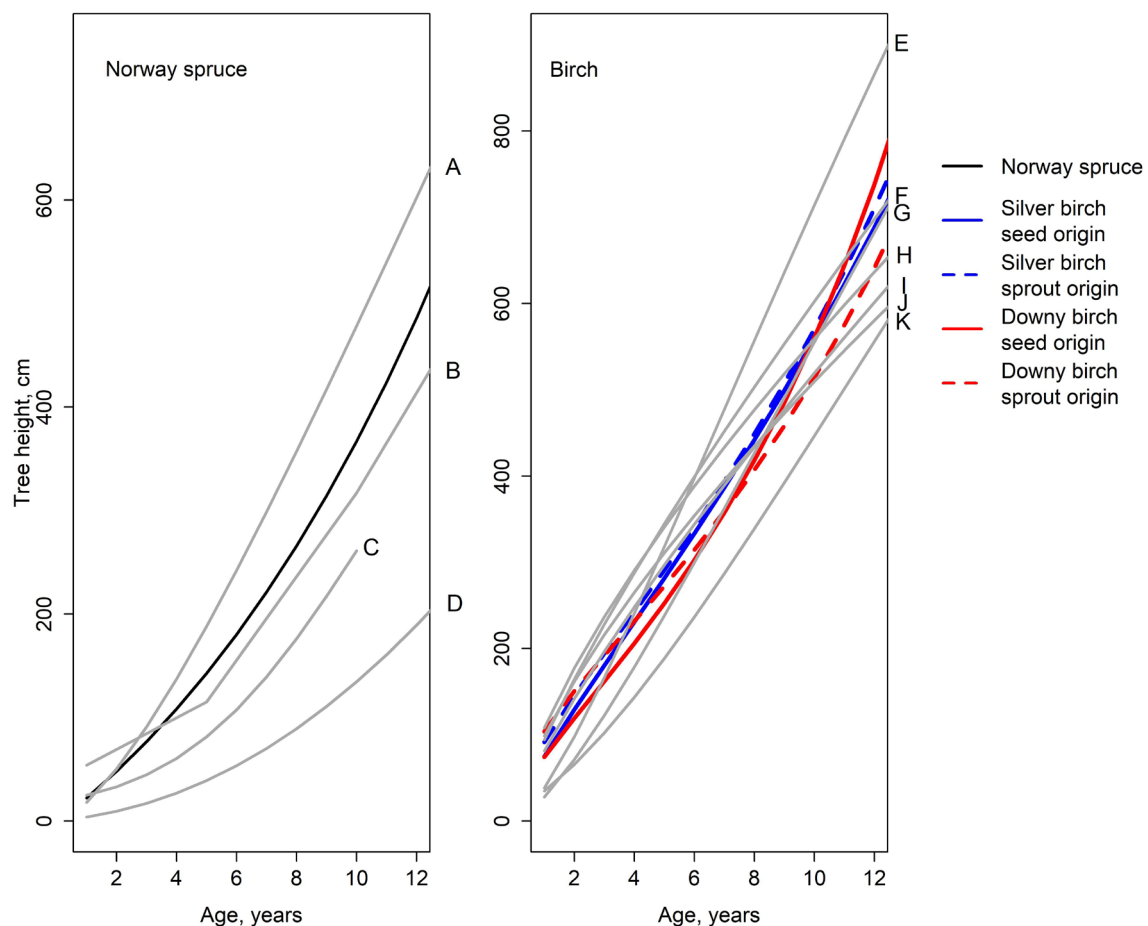 Norway spruce
A
B
C
D
Tree height, cm
600
400
200
0
2 4 6 8 10 12
Age, years
Birch
E
F
G
H
I
J
K
800
600
400
200
0
2 4 6 8 10 12
Age, years
Norway spruce
Silver birch
seed origin
Silver birch
sprout origin
Downy birch
seed origin
Downy birch
sprout origin